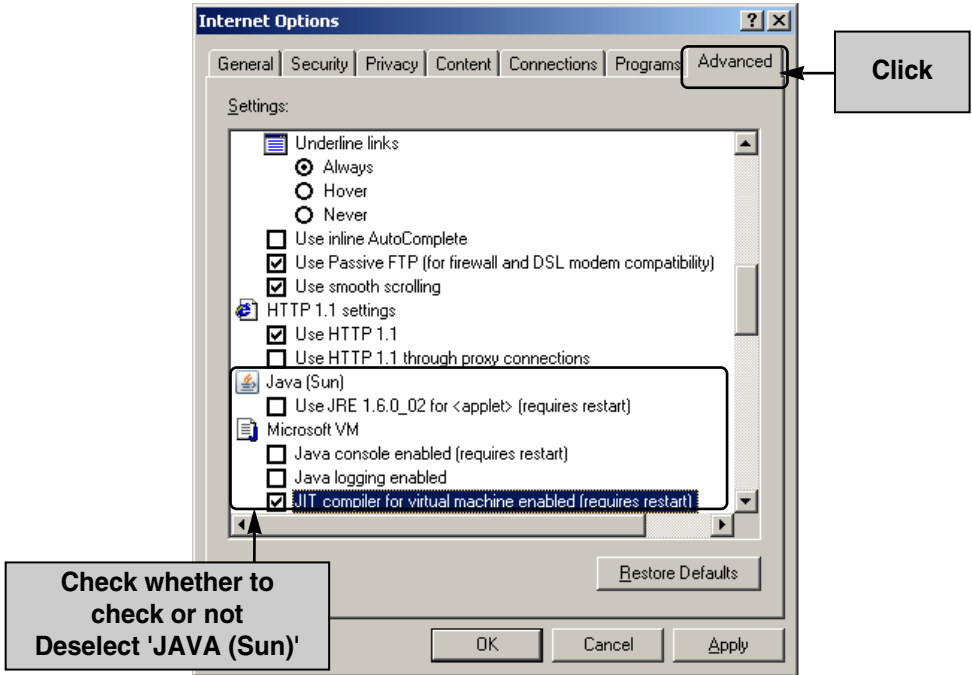 Internet Options
General Security Privacy Content Connections Programs Advanced
Click
Settings:
Underline links
Always
Hover
Never
Use inline AutoComplete
Use Passive FTP (for firewall and DSL modem compatibility)
Use smooth scrolling
HTTP 1.1 settings
Use HTTP 1.1
Use HTTP 1.1 through proxy connections
Java (Sun)
Use JRE 1.6.0_02 for <applet> (requires restart)
Microsoft VM
Java console enabled (requires restart)
Java logging enabled
JIT compiler for virtual machine enabled (requires restart)
Restore Defaults
Check whether to
check or not
Deselect 'JAVA (Sun)'
OK Cancel Apply